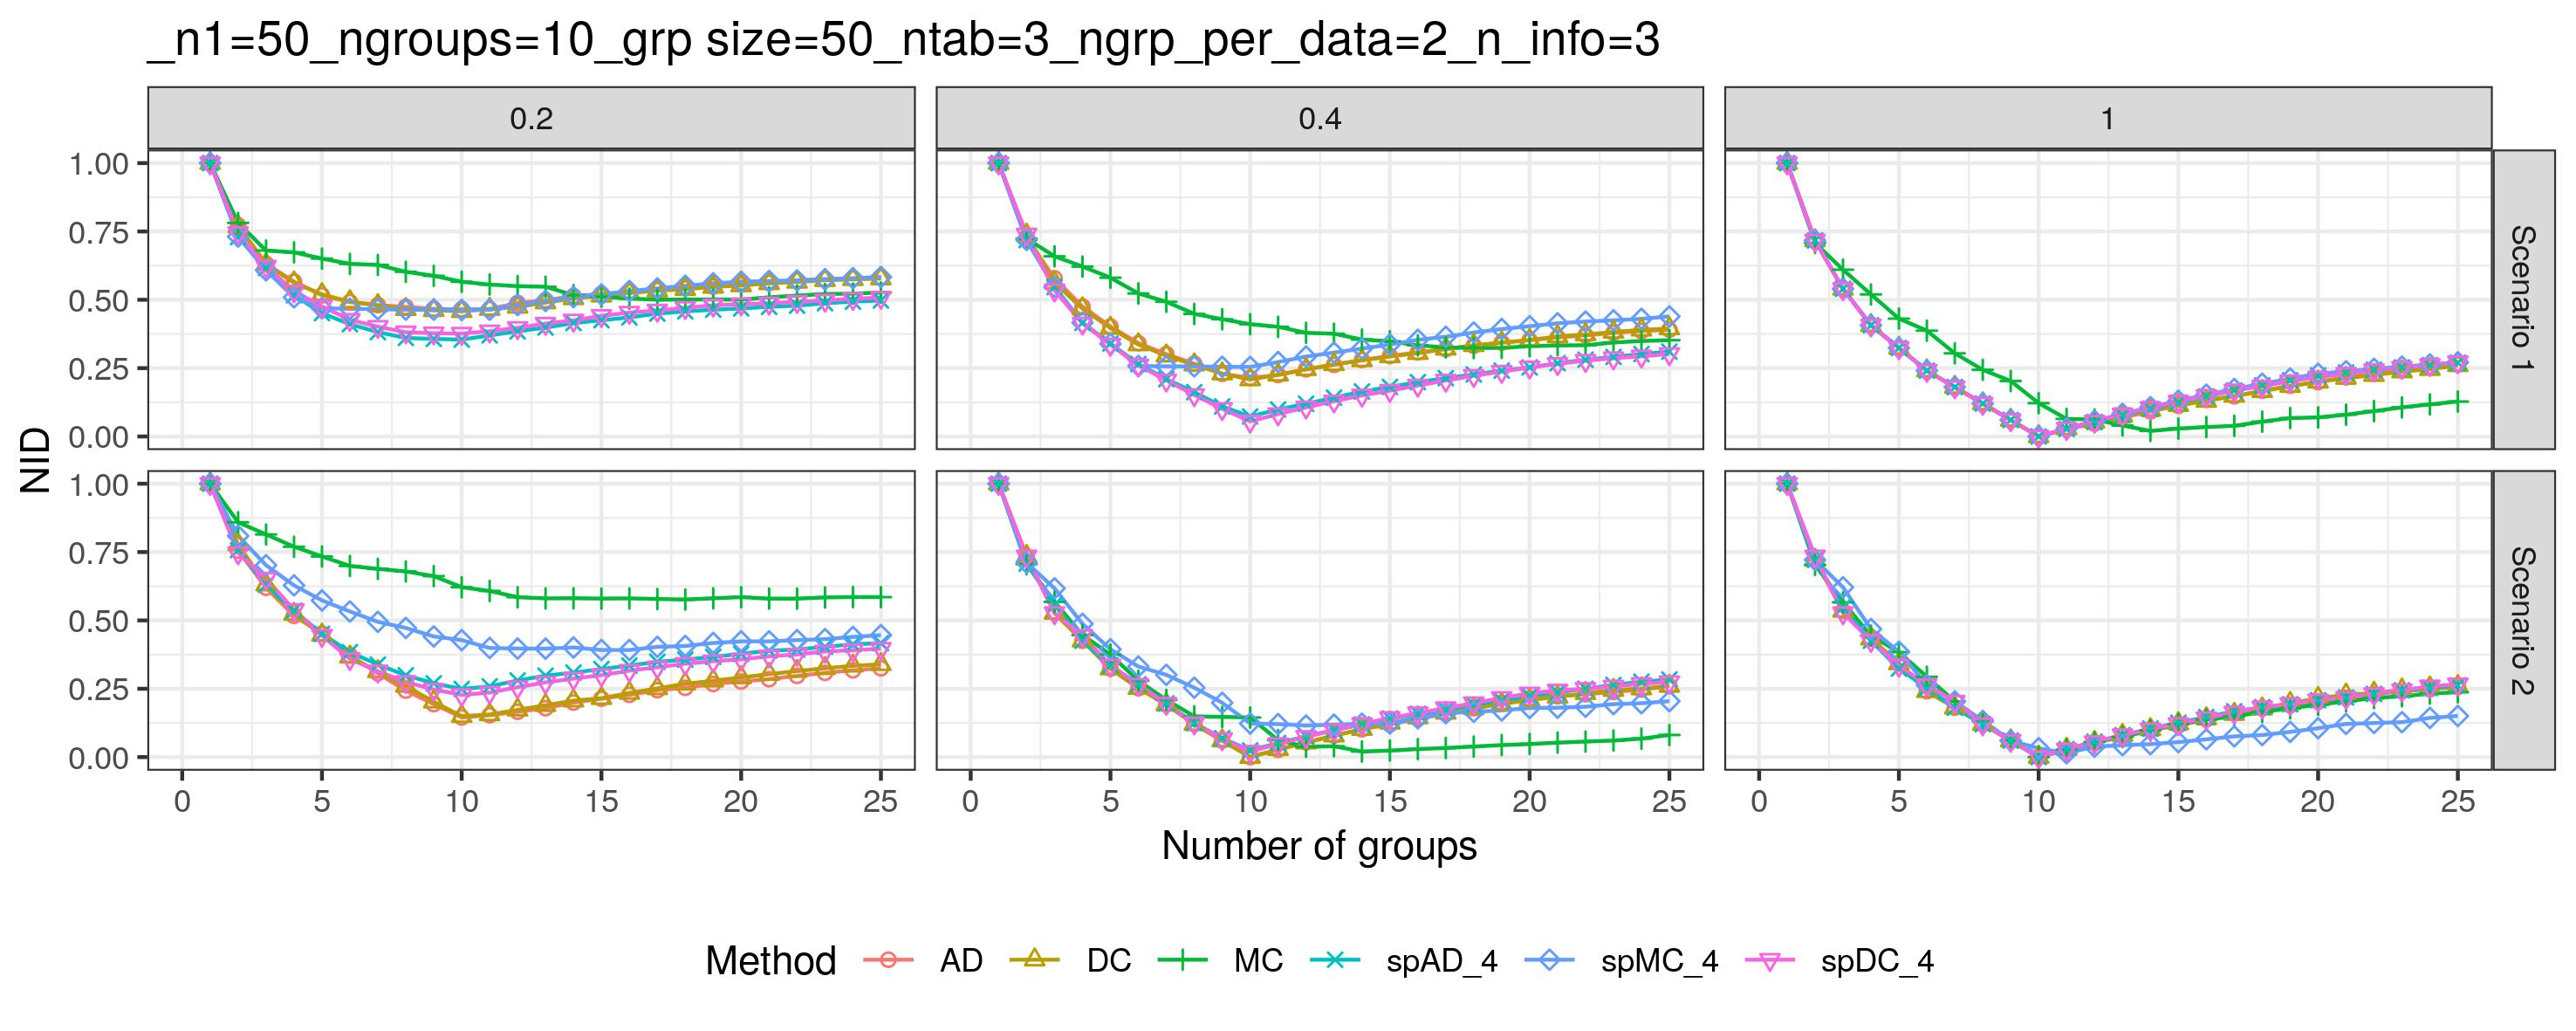 _n1=50_ngroups=10_grp size=50_ntab=3_ngrp_per_data=2_n_info=3
0.2 0.4 1
1.00
0.75
0.50
0.25
0.00
Scenario 1
NID
1.00
0.75
0.50
0.25
0.00
Scenario 2
0 5 10 15 20 25 0 5 10 15 20 25 0 5 10 15 20 25
Number of groups
Method AD DC MC spAD_4 spMC_4 spDC_4